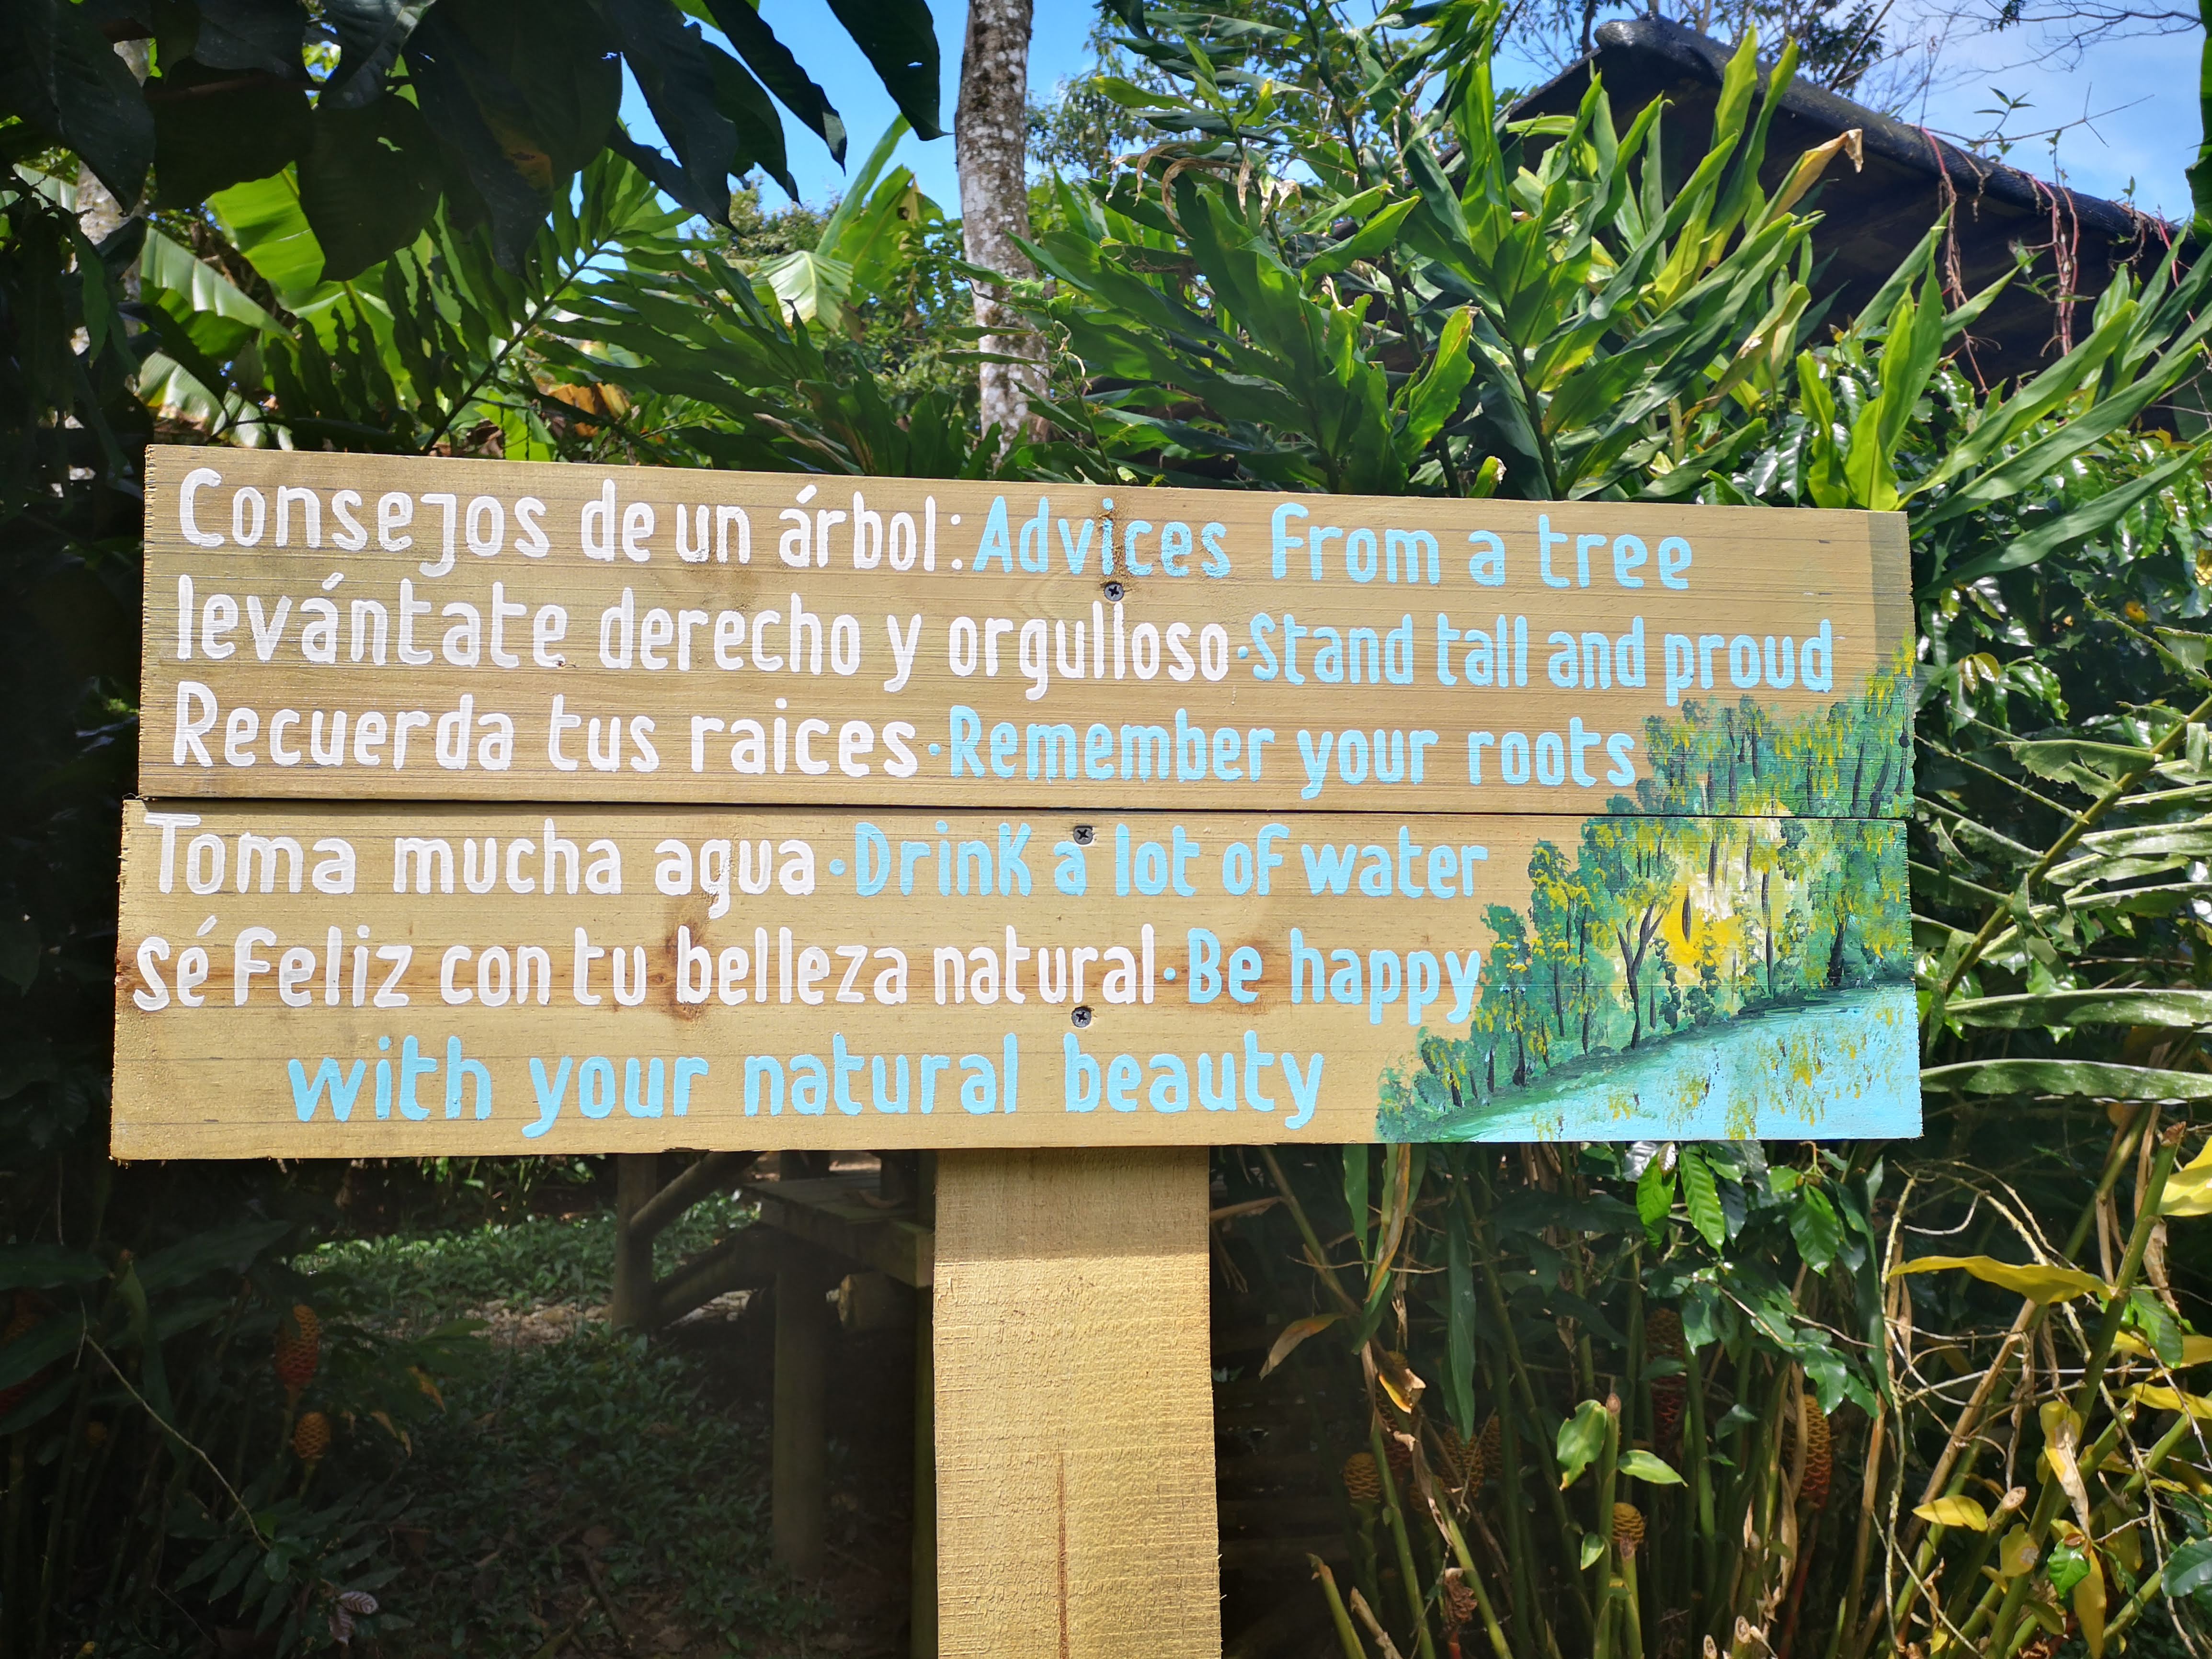 Consejos de un árbol: Advices From a tree
levántate derecho y orgulloso · Stand tall and proud
Recuerda tus raices · Remember your roots
Toma mucha agua · Drink a lot of water
sé Feliz con tu belleza natural · Be happy
with your natural beauty